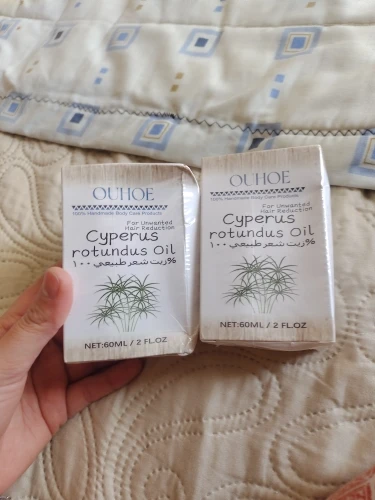 OUHOE
100% Handmade Body Care Products
For Unwanted
Hair Reduction
Cyperus
rotundus Oil
%زيت شعر طبيعي ١٠٠
NET:60ML / 2 FL.OZ
OUHOE
100% Handmade Body Care Products
For Unwanted
Hair Reduction
Cyperus
rotundus Oil
%زيت شعر طبيعي ١٠٠
NET:60ML / 2 FL.OZ